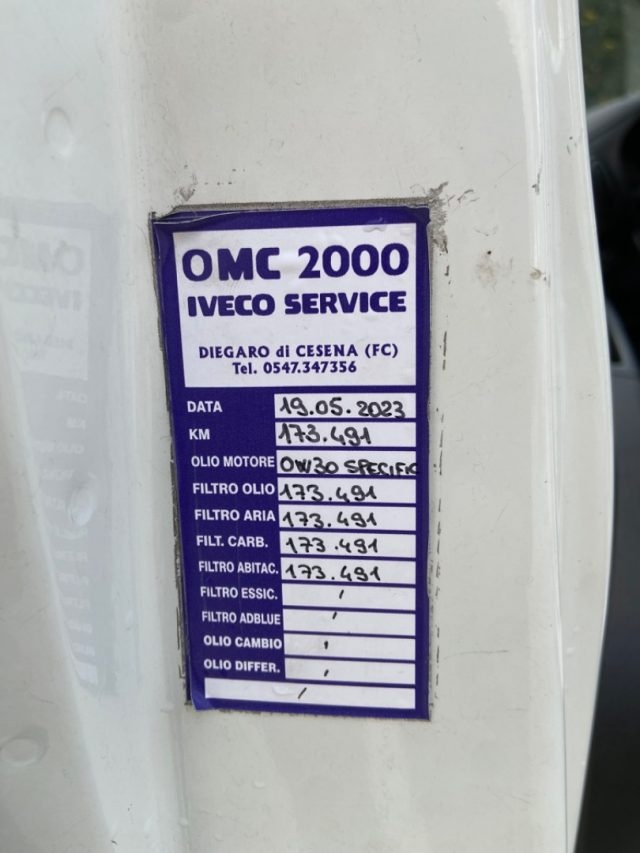 OMC 2000
IVECO SERVICE
DIEGARO di CESENA (FC)
Tel. 0547.347356
DATA 19.05.2023
KM 173.491
OLIO MOTORE 0W30 SPECIFIC
FILTRO OLIO 173.491
FILTRO ARIA 173.491
FILT. CARB. 173.491
FILTRO ABITAC. 173.491
FILTRO ESSIC. /
FILTRO ADBLUE /
OLIO CAMBIO /
OLIO DIFFER. /
/